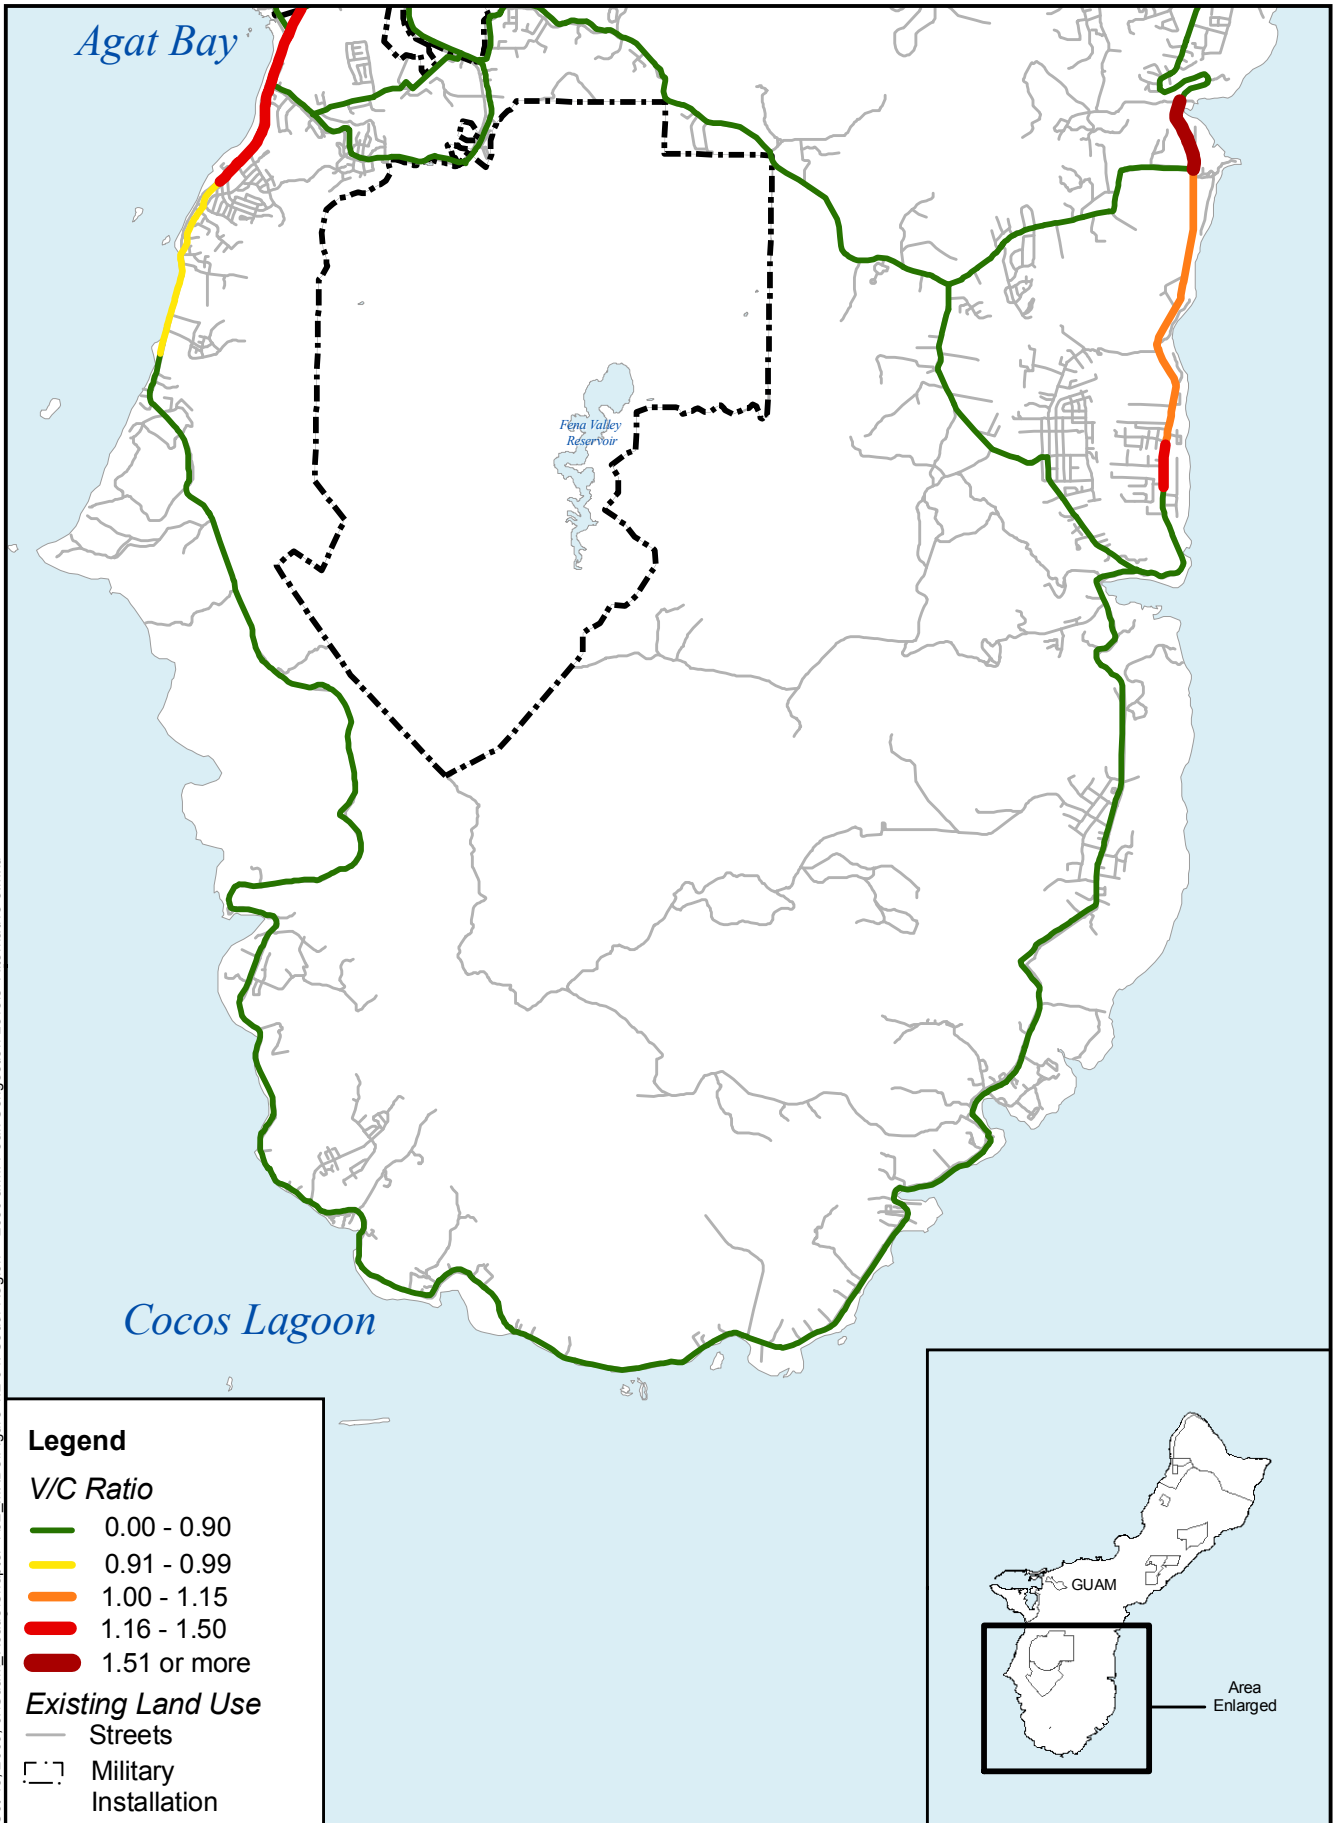 Agat Bay
Fena Valley
Reservoir
Cocos Lagoon
Legend
V/C Ratio
0.00 - 0.90
0.91 - 0.99
1.00 - 1.15
1.16 - 1.50
1.51 or more
Existing Land Use
Streets
Military
Installation
GUAM
Area
Enlarged